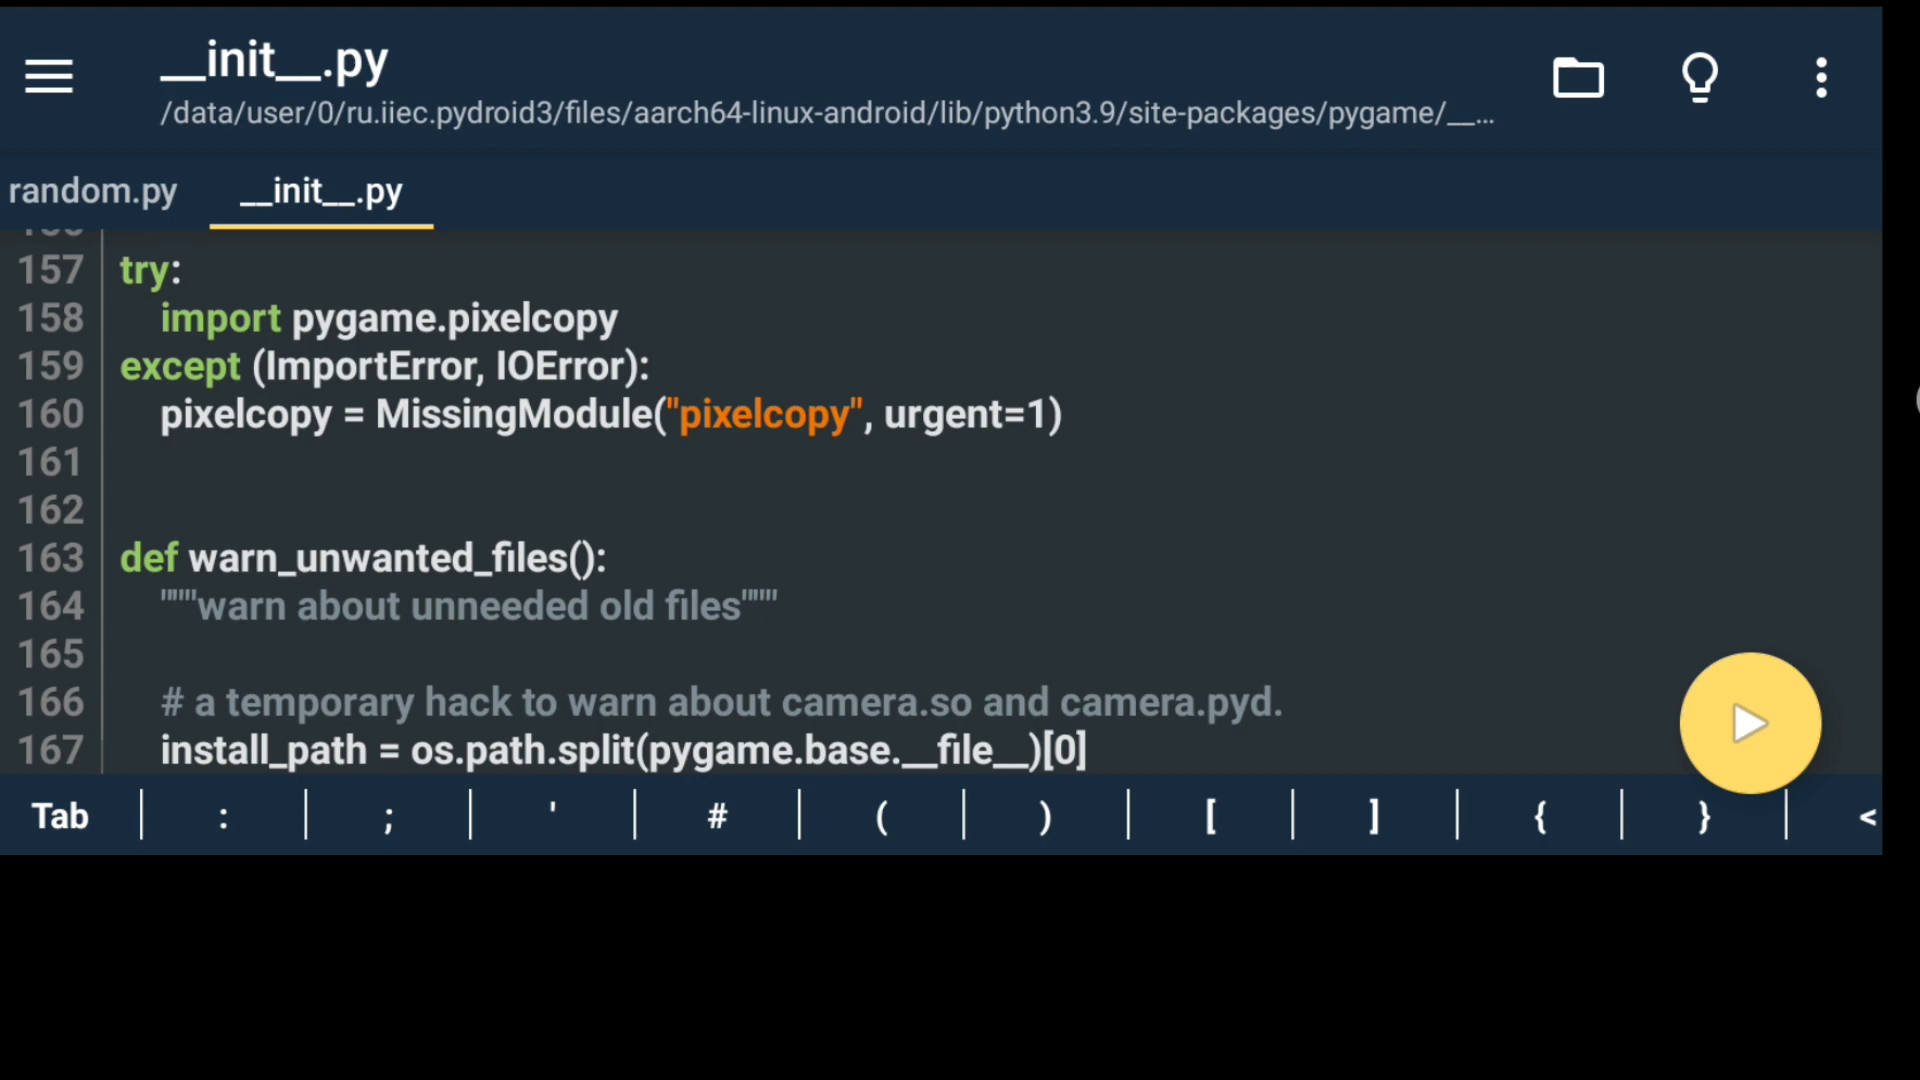 __init__.py
/data/user/0/ru.iiec.pydroid3/files/aarch64-linux-android/lib/python3.9/site-packages/pygame/__...
random.py __init__.py
157 try:
158 import pygame.pixelcopy
159 except (ImportError, IOError):
160 pixelcopy = MissingModule("pixelcopy", urgent=1)
161
162
163 def warn_unwanted_files():
164 """warn about unneeded old files"""
165
166 # a temporary hack to warn about camera.so and camera.pyd.
167 install_path = os.path.split(pygame.base.__file__)[0]
Tab : ; ' # ( ) [ ] { } <